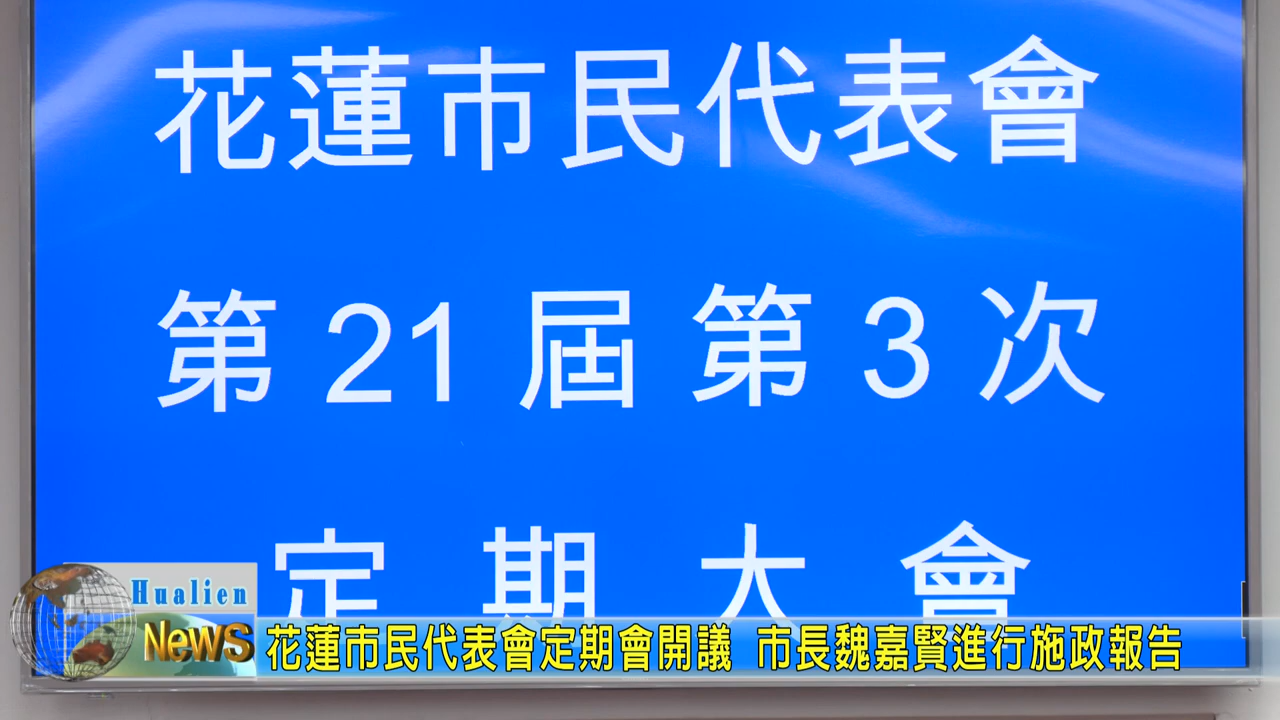 花蓮市民代表會
第21屆第3次
定期大會
Hualien
NewS
花蓮市民代表會定期會開議 市長魏嘉賢進行施政報告